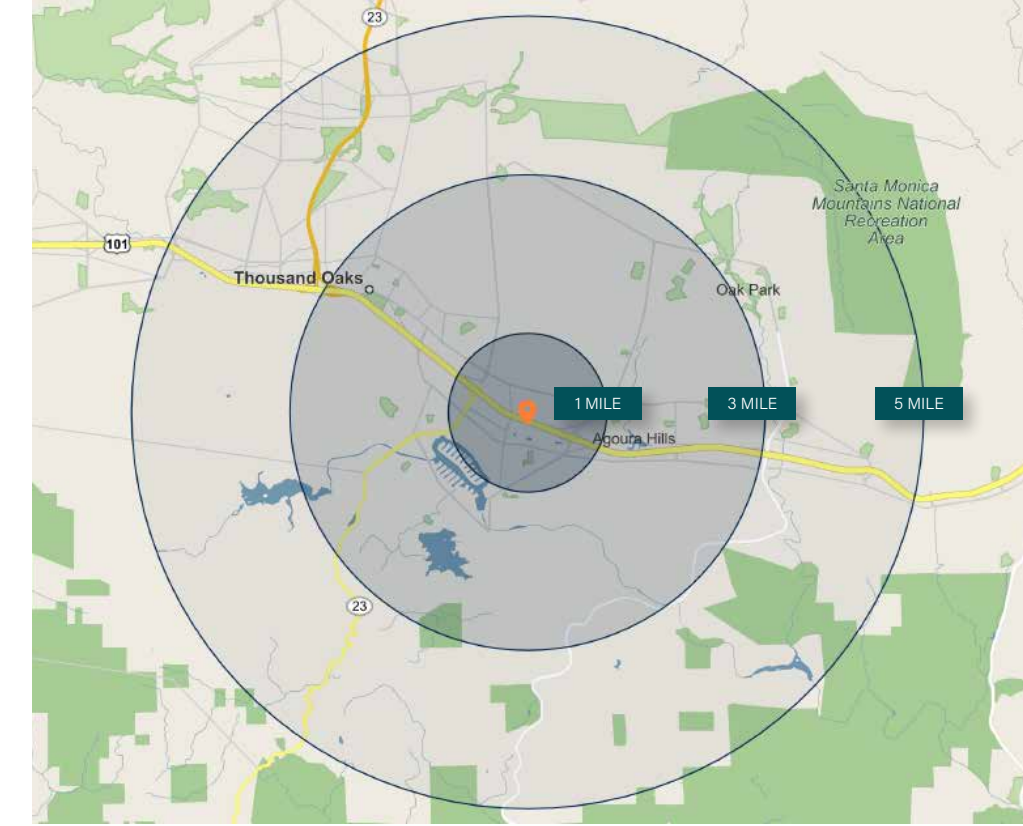 23
Santa Monica
Mountains National
Recreation
Area
101
Thousand Oaks
Oak Park
1 MILE
3 MILE
5 MILE
Agoura Hills
23